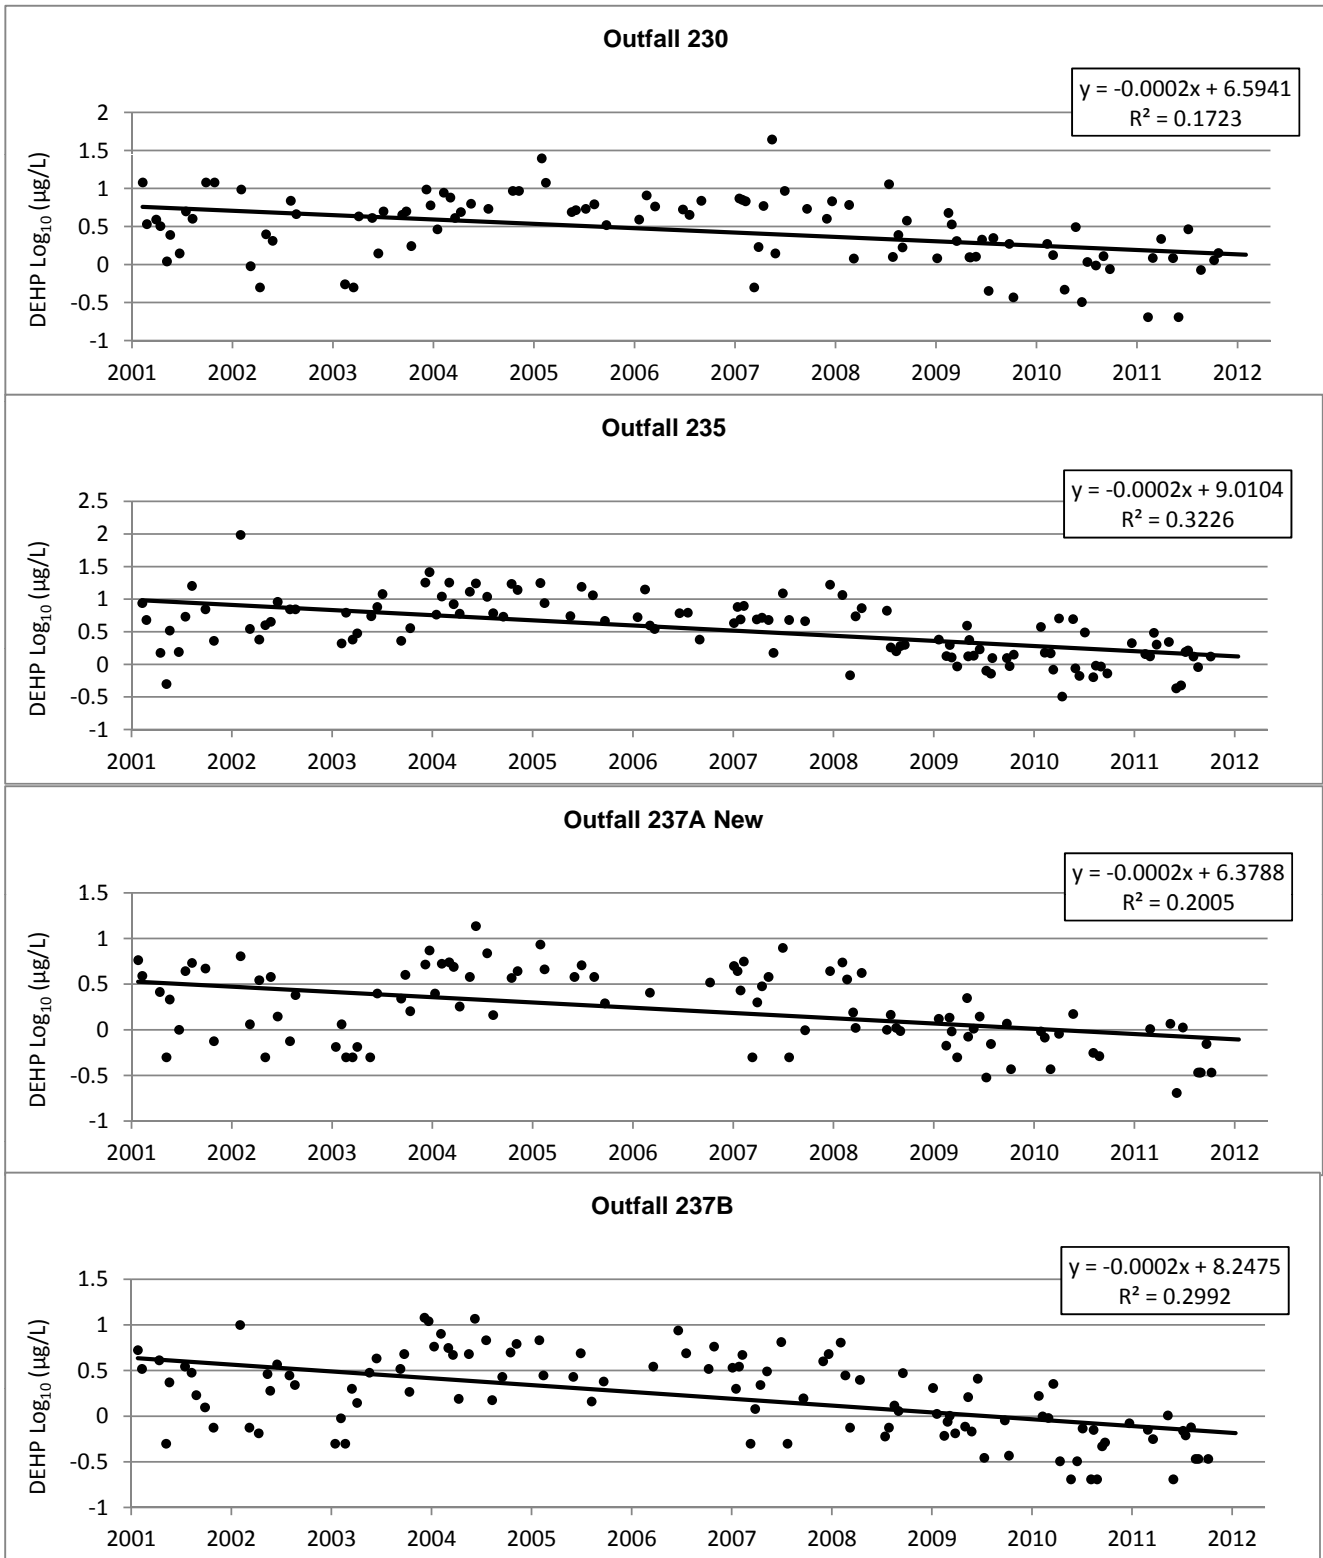 Outfall 230
y = -0.0002x + 6.5941
R² = 0.1723
DEHP Log₁₀ (µg/L)
2
1.5
1
0.5
0
-0.5
-1
2001 2002 2003 2004 2005 2006 2007 2008 2009 2010 2011 2012
Outfall 235
y = -0.0002x + 9.0104
R² = 0.3226
DEHP Log₁₀ (µg/L)
2.5
2
1.5
1
0.5
0
-0.5
-1
2001 2002 2003 2004 2005 2006 2007 2008 2009 2010 2011 2012
Outfall 237A New
y = -0.0002x + 6.3788
R² = 0.2005
DEHP Log₁₀ (µg/L)
1.5
1
0.5
0
-0.5
-1
2001 2002 2003 2004 2005 2006 2007 2008 2009 2010 2011 2012
Outfall 237B
y = -0.0002x + 8.2475
R² = 0.2992
DEHP Log₁₀ (µg/L)
1.5
1
0.5
0
-0.5
-1
2001 2002 2003 2004 2005 2006 2007 2008 2009 2010 2011 2012